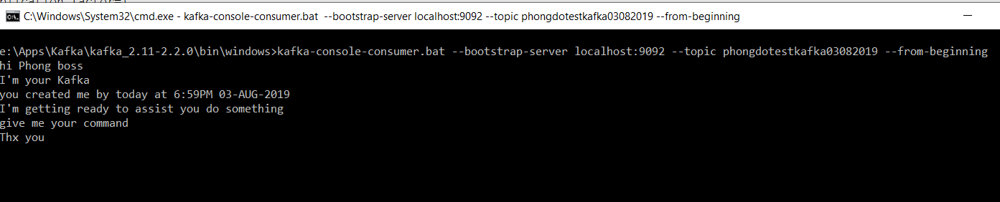 C:\Windows\System32\cmd.exe - kafka-console-consumer.bat --bootstrap-server localhost:9092 --topic phongdotestkafka03082019 --from-beginning
e:\Apps\Kafka\kafka_2.11-2.2.0\bin\windows>kafka-console-consumer.bat --bootstrap-server localhost:9092 --topic phongdotestkafka03082019 --from-beginning
hi Phong boss
I'm your Kafka
you created me by today at 6:59PM 03-AUG-2019
I'm getting ready to assist you do something
give me your command
Thx you